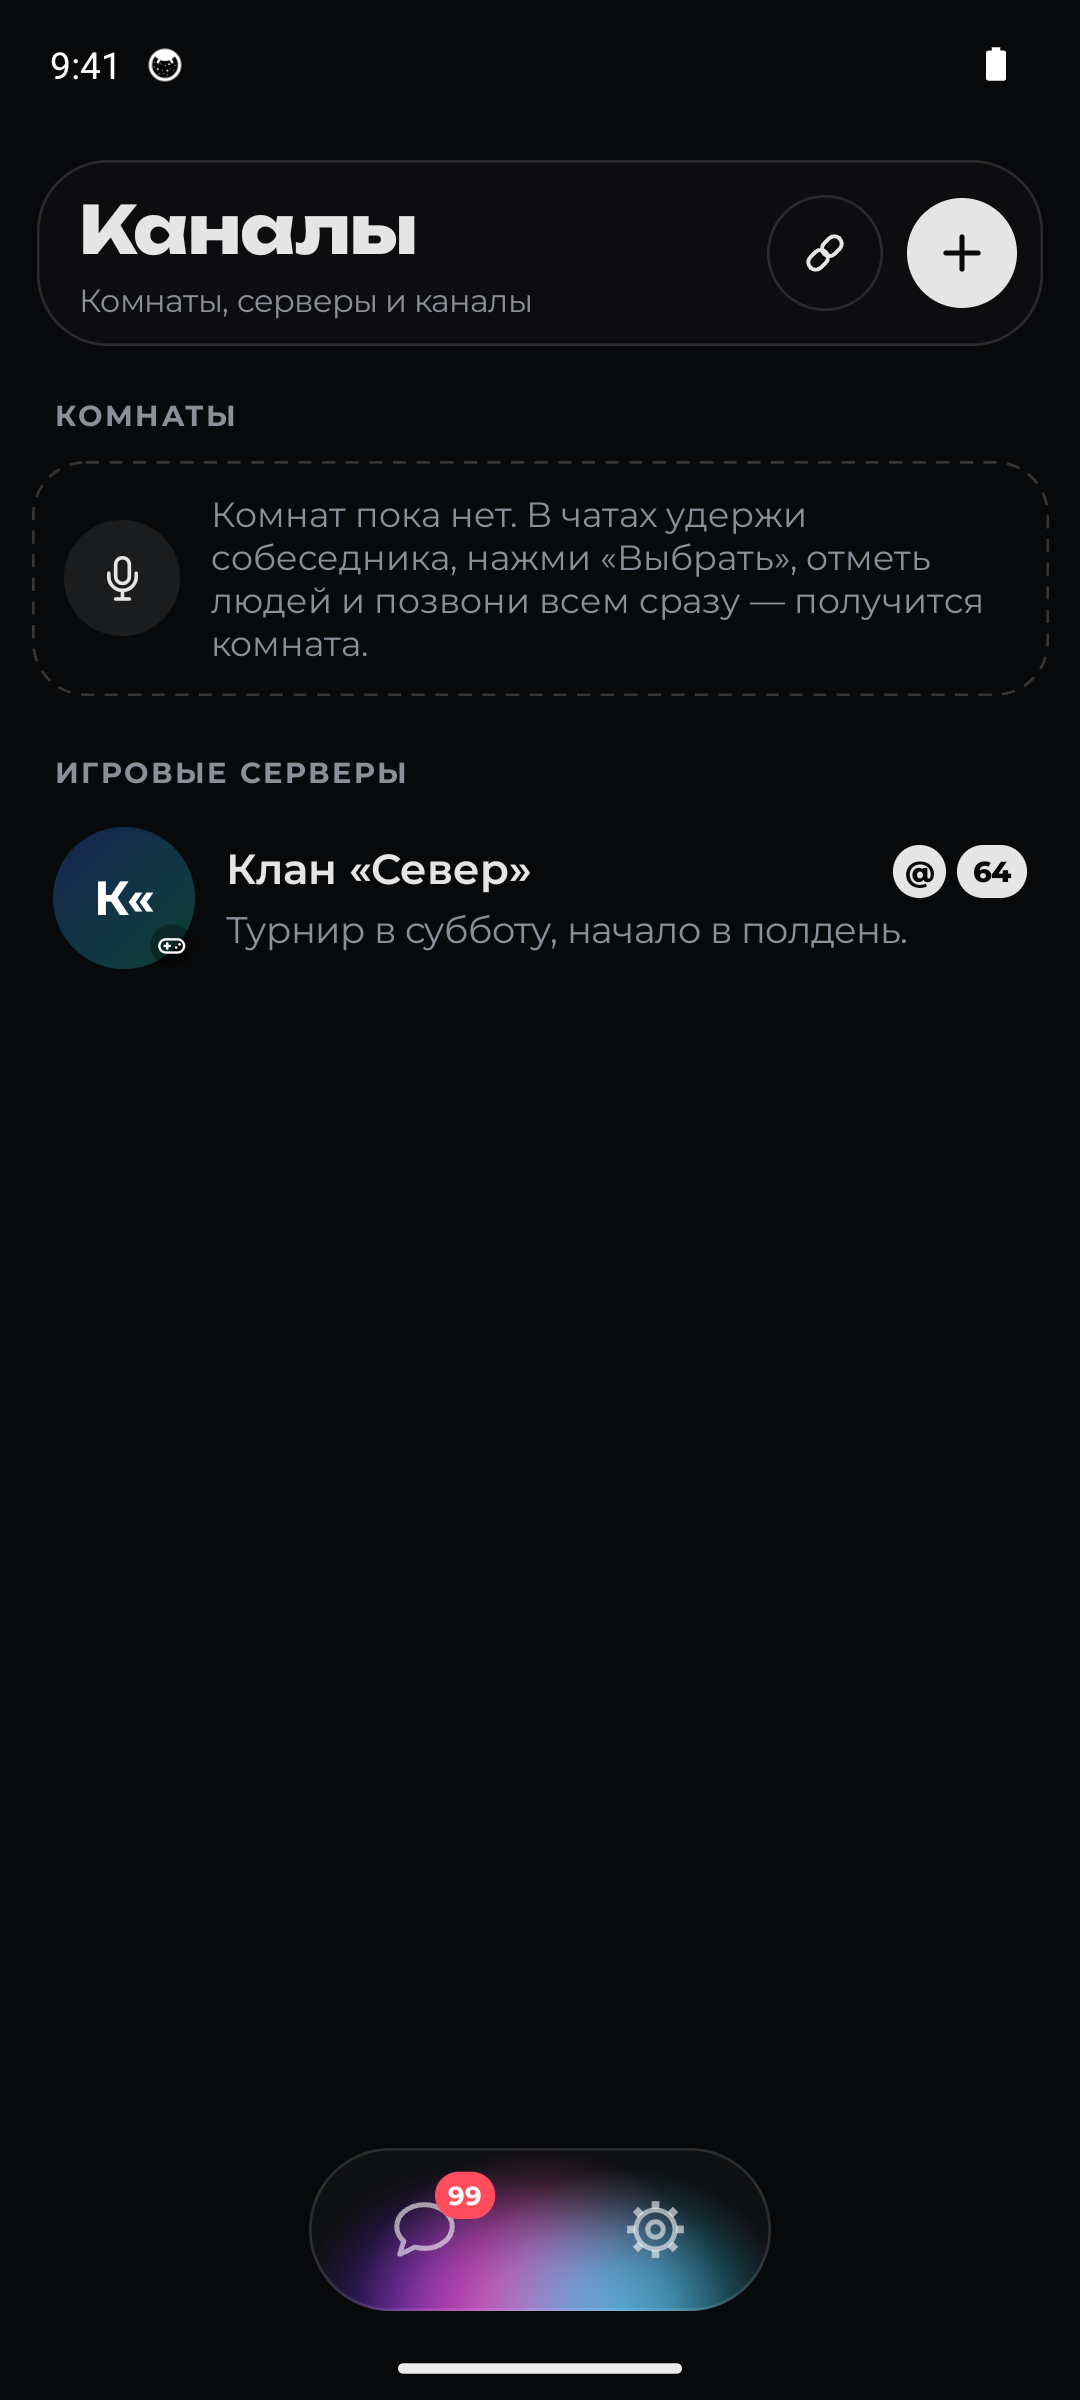 9:41
Каналы
Комнаты, серверы и каналы
КОМНАТЫ
Комнат пока нет. В чатах удержи
собеседника, нажми «Выбрать», отметь
людей и позвони всем сразу — получится
комната.
ИГРОВЫЕ СЕРВЕРЫ
К«
Клан «Север»
@ 64
Турнир в субботу, начало в полдень.
99